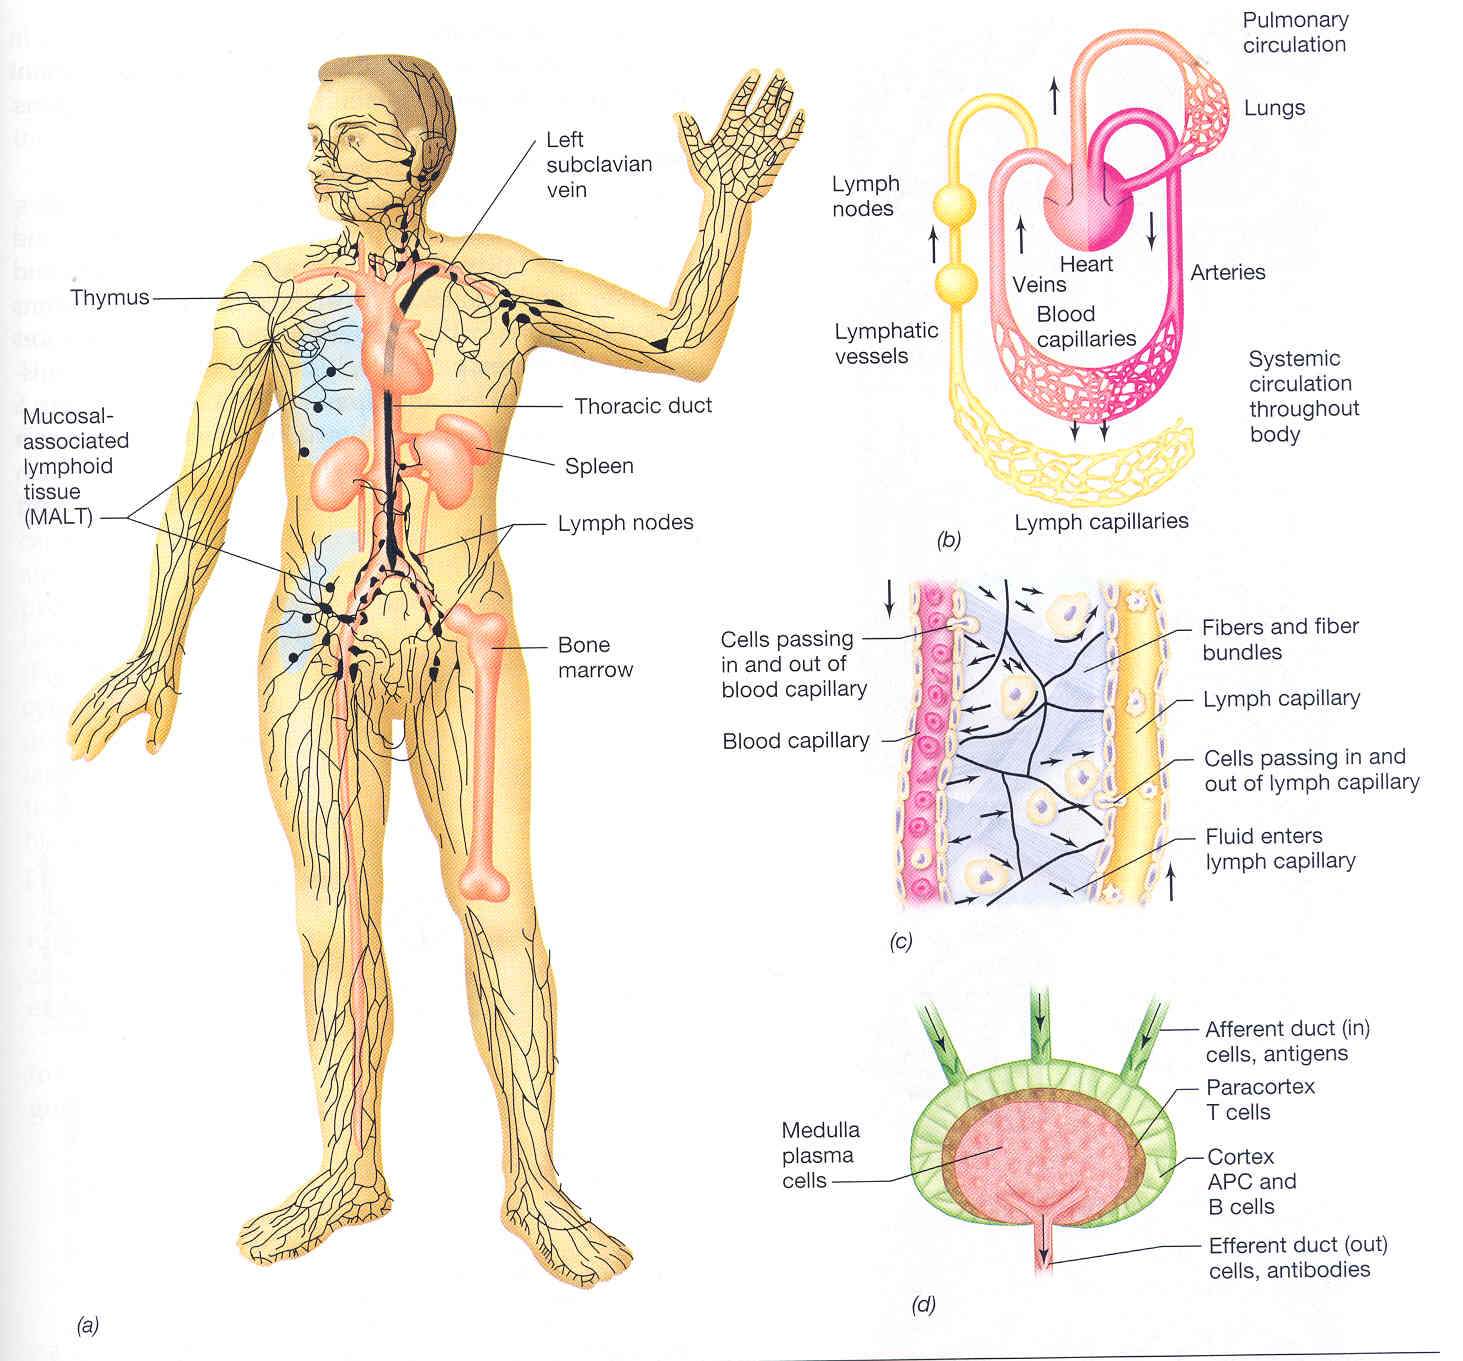 Left
subclavian
vein
Thymus
Mucosal-
associated
lymphoid
tissue
(MALT)
Thoracic duct
Spleen
Lymph nodes
Bone
marrow
(a)
Pulmonary
circulation
Lungs
Lymph
nodes
Heart
Veins
Arteries
Blood
capillaries
Lymphatic
vessels
Systemic
circulation
throughout
body
Lymph capillaries
(b)
Cells passing
in and out of
blood capillary
Blood capillary
Fibers and fiber
bundles
Lymph capillary
Cells passing in and
out of lymph capillary
Fluid enters
lymph capillary
(c)
Afferent duct (in)
cells, antigens
Paracortex
T cells
Medulla
plasma
cells
Cortex
APC and
B cells
Efferent duct (out)
cells, antibodies
(d)